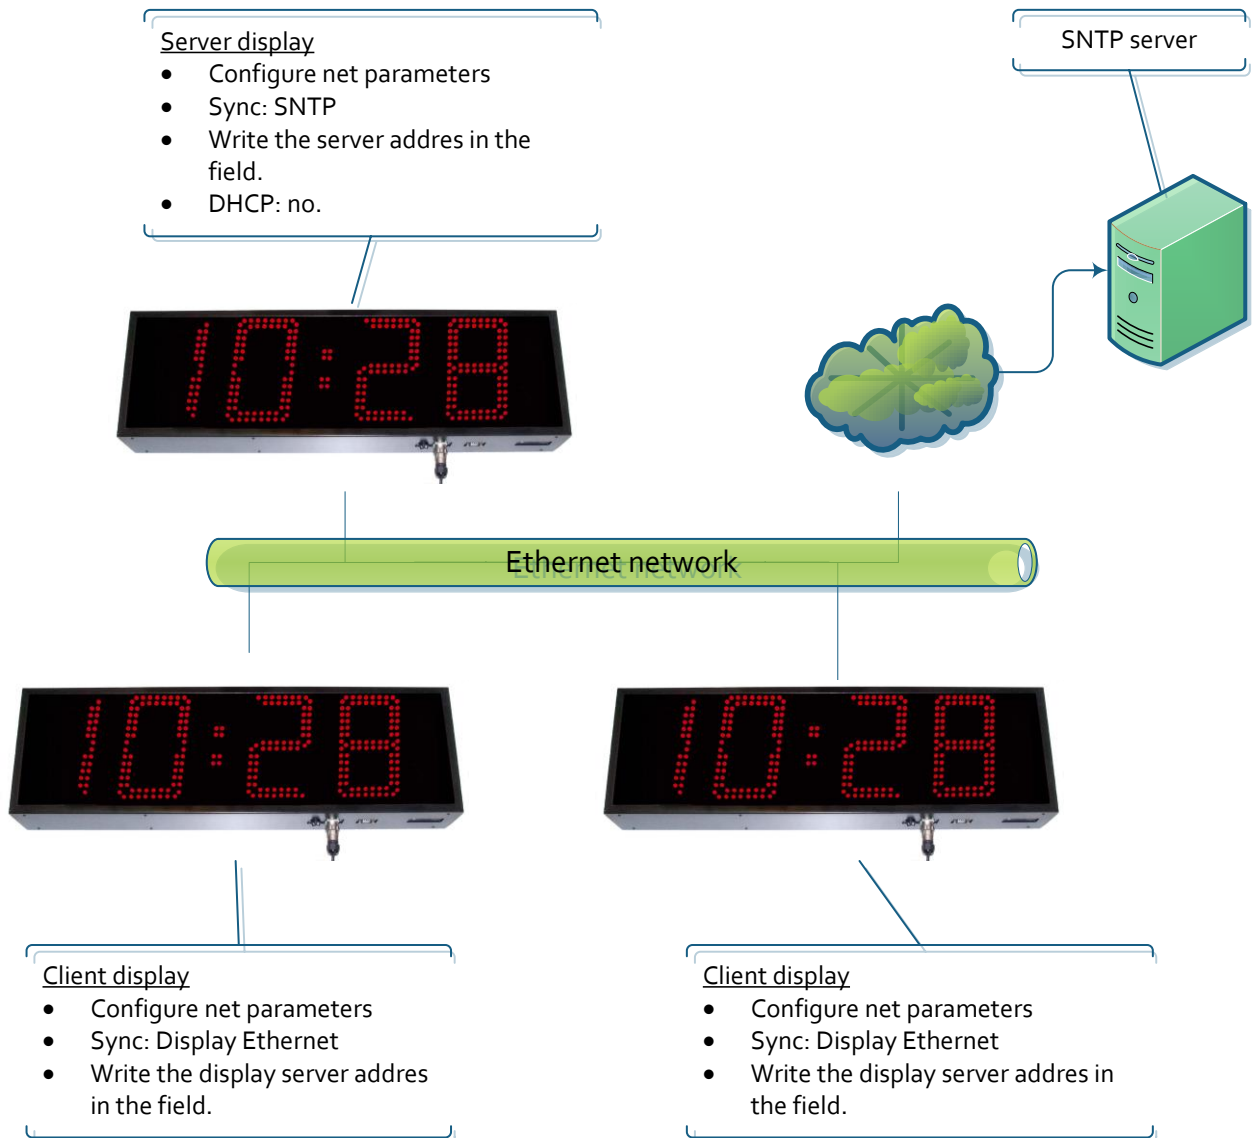 Server display
• Configure net parameters
• Sync: SNTP
• Write the server addres in the
field.
• DHCP: no.
SNTP server
10:28
Ethernet network
10:28
10:28
Client display
• Configure net parameters
• Sync: Display Ethernet
• Write the display server addres
in the field.
Client display
• Configure net parameters
• Sync: Display Ethernet
• Write the display server addres in
the field.